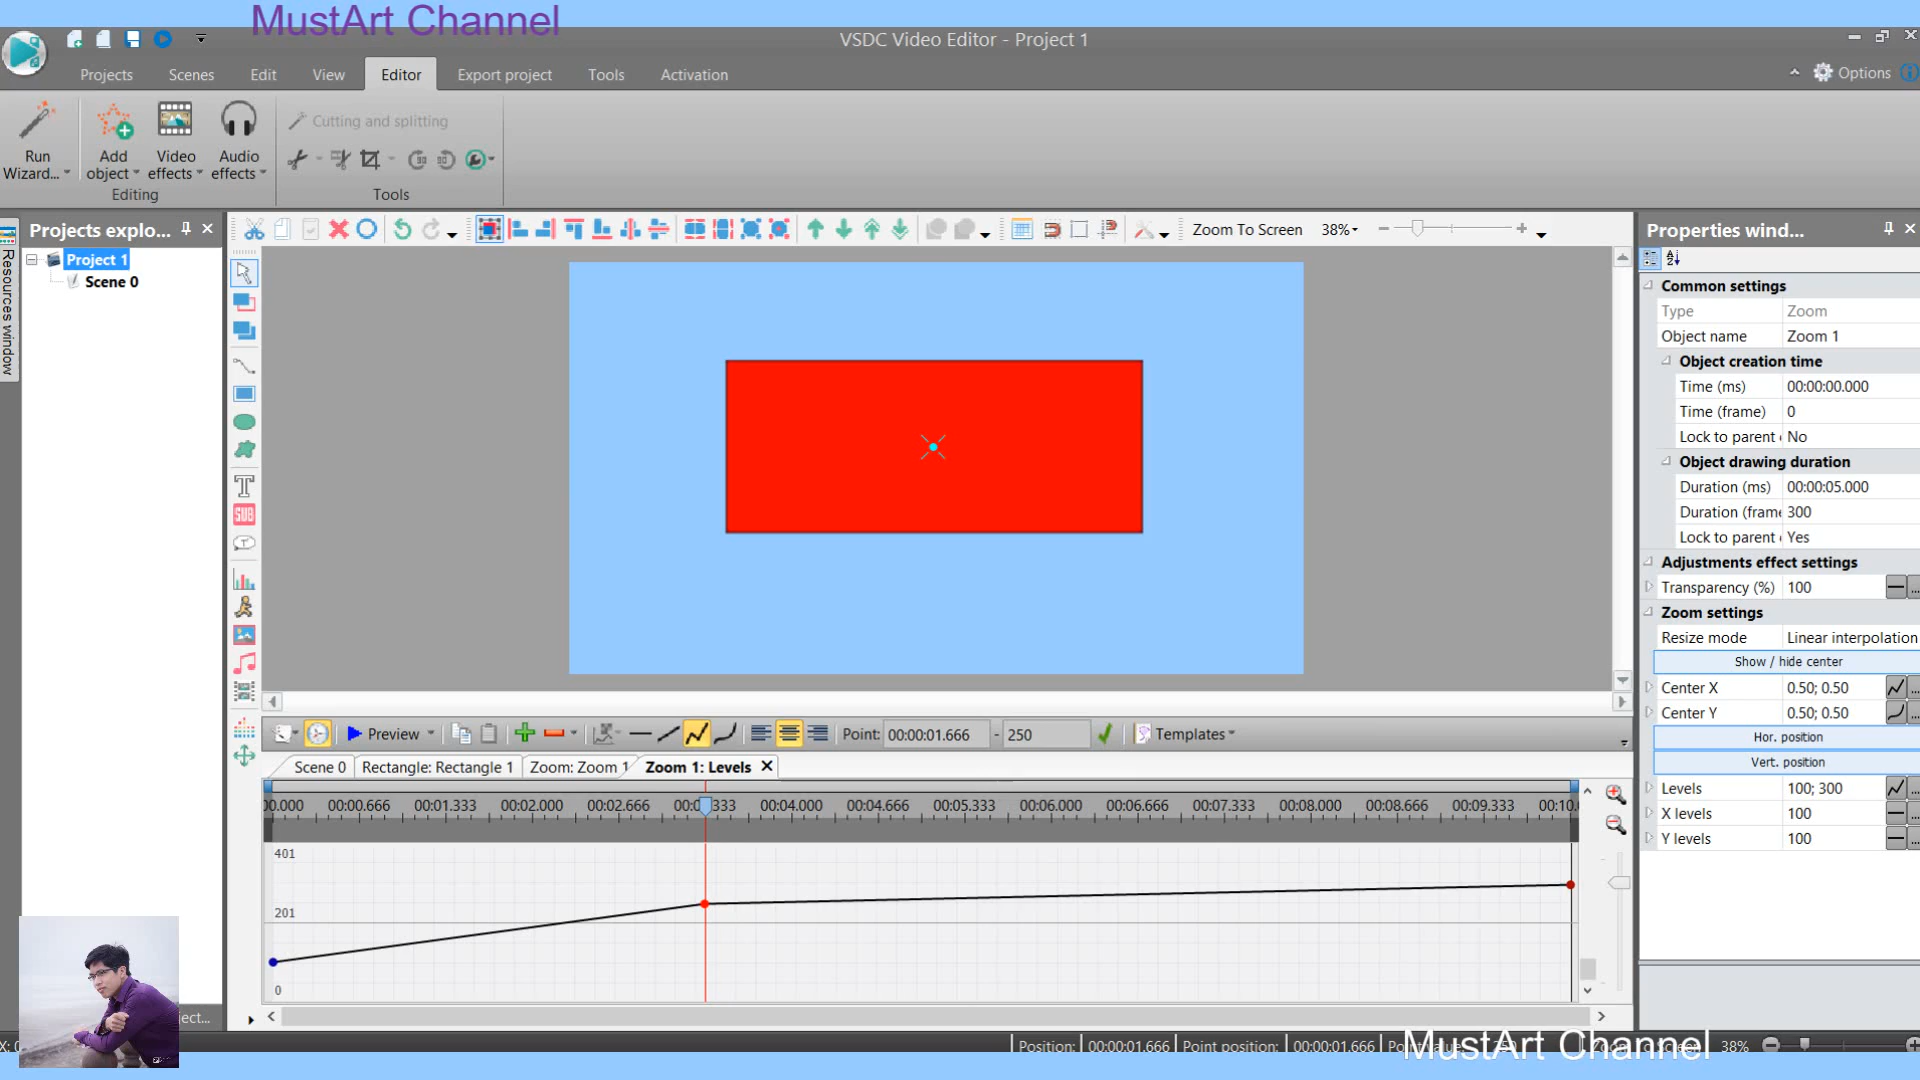 MustArt Channel
VSDC Video Editor - Project 1
Projects
Scenes
Edit
View
Editor
Export project
Tools
Activation
Options
Run
Wizard...
Add
object
Video
effects
Audio
effects
Cutting and splitting
Editing
Tools
Projects explo...
Zoom To Screen
38%
Properties wind...
Resources window
Project 1
Scene 0
T
SUB
Common settings
Type Zoom
Object name Zoom 1
Object creation time
Time (ms) 00:00:00.000
Time (frame) 0
Lock to parent No
Object drawing duration
Duration (ms) 00:00:05.000
Duration (frame 300
Lock to parent Yes
Adjustments effect settings
Transparency (%) 100
Zoom settings
Resize mode Linear interpolation
Show / hide center
Center X 0.50; 0.50
Center Y 0.50; 0.50
Hor. position
Vert. position
Levels 100; 300
X levels 100
Y levels 100
Preview
Point: 00:00:01.666 - 250
Templates
Scene 0
Rectangle: Rectangle 1
Zoom: Zoom 1
Zoom 1: Levels
0.000 00:00.666 00:01.333 00:02.000 00:02.666 00:0 333 00:04.000 00:04.666 00:05.333 00:06.000 00:06.666 00:07.333 00:08.000 00:08.666 00:09.333 00:10.
401
201
0
ject...
X: 0
Position: 00:00:01.666 Point position: 00:00:01.666
38%
MustArt Channel